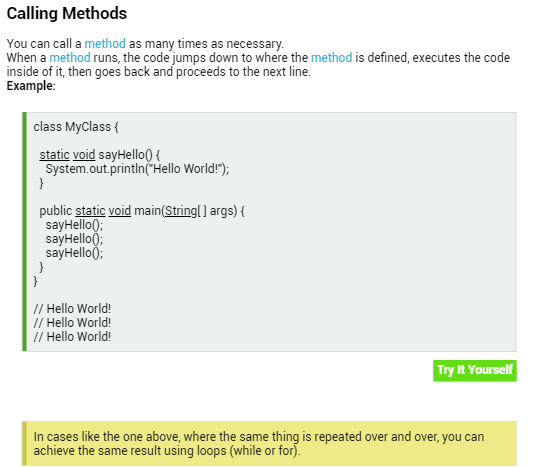 Calling Methods
You can call a method as many times as necessary.
When a method runs, the code jumps down to where the method is defined, executes the code
inside of it, then goes back and proceeds to the next line.
Example:
class MyClass {
static void sayHello() {
System.out.println("Hello World!");
}
public static void main(String[ ] args) {
sayHello();
sayHello();
sayHello();
}
}
// Hello World!
// Hello World!
// Hello World!
Try It Yourself
In cases like the one above, where the same thing is repeated over and over, you can
achieve the same result using loops (while or for).